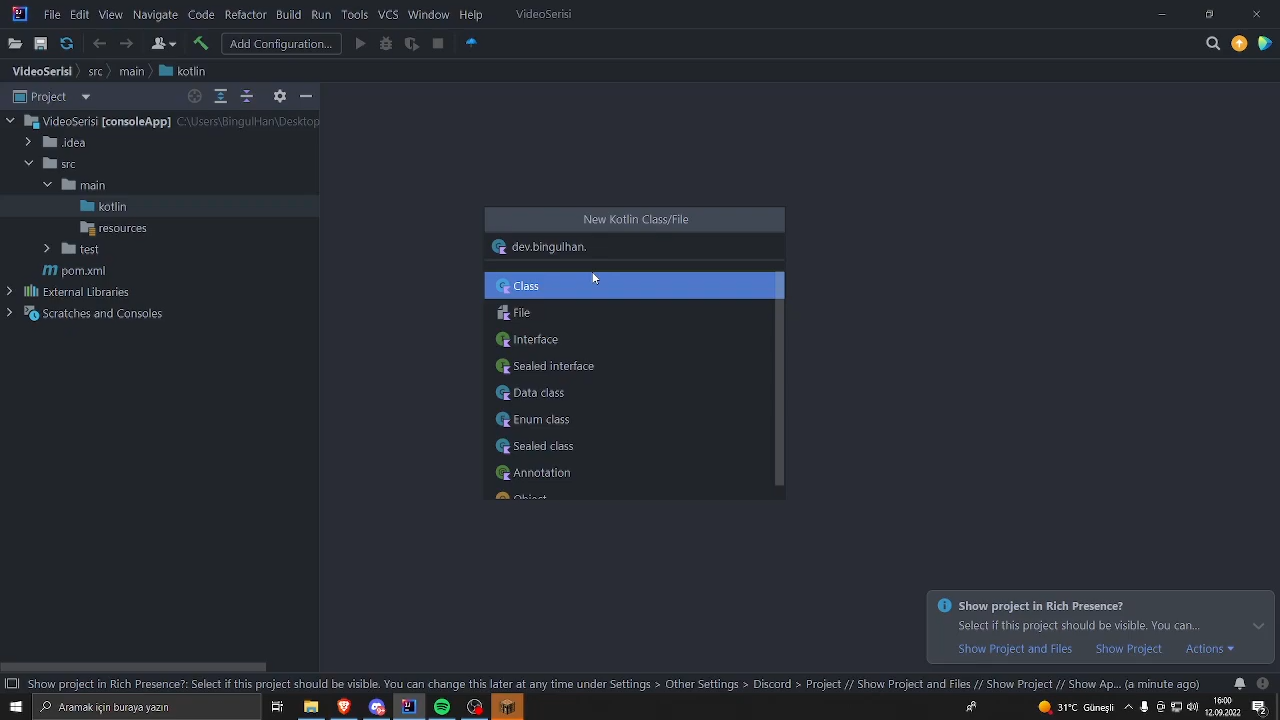 File Edit View Navigate Code Refactor Build Run Tools VCS Window Help VideoSerisi
Add Configuration...
VideoSerisi src main kotlin
Project
VideoSerisi [consoleApp] C:\Users\BingulHan\Desktop
.idea
src
main
kotlin
resources
test
pom.xml
External Libraries
Scratches and Consoles
New Kotlin Class/File
dev.bingulhan.
Class
File
Interface
Sealed interface
Data class
Enum class
Sealed class
Annotation
Object
Show project in Rich Presence?
Select if this project should be visible. You can...
Show Project and Files Show Project Actions
Show project in Rich Presence?: Select if this project should be visible. You can change this later at any time under Settings > Other Settings > Discord > Project // Show Project and Files // Show Project // Show Ap... (a minute ago)
Aramak için buraya yazın
31°C Güneşli
16:00
13.09.2022
2